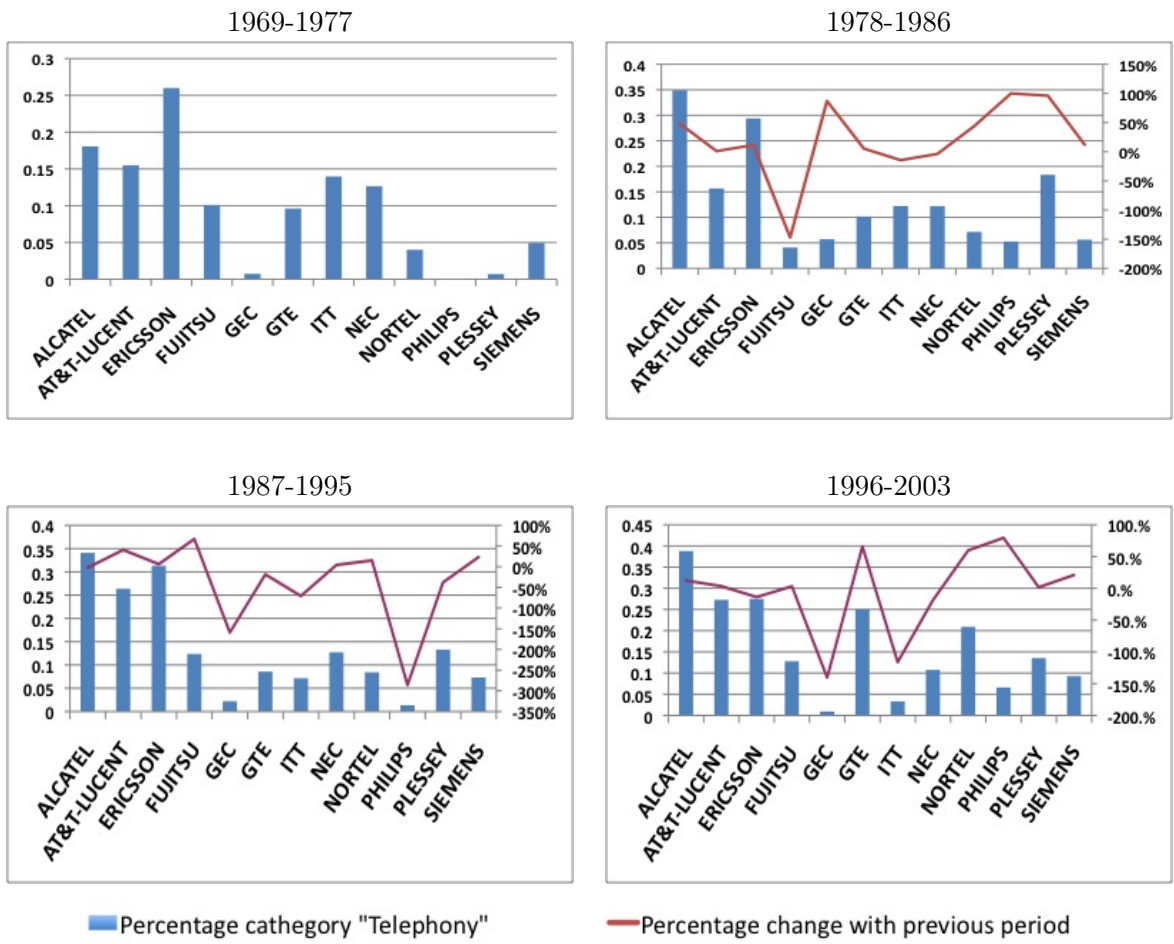 1969-1977
0.3
0.25
0.2
0.15
0.1
0.05
0
ALCATEL
AT&T-LUCENT
ERICSSON
FUJITSU
GEC
GTE
ITT
NEC
NORTEL
PHILIPS
PLESSEY
SIEMENS
1978-1986
0.4
0.35
0.3
0.25
0.2
0.15
0.1
0.05
0
150%
100%
50%
0%
-50%
-100%
-150%
-200%
ALCATEL
AT&T-LUCENT
ERICSSON
FUJITSU
GEC
GTE
ITT
NEC
NORTEL
PHILIPS
PLESSEY
SIEMENS
1987-1995
0.4
0.35
0.3
0.25
0.2
0.15
0.1
0.05
0
100%
50%
0%
-50%
-100%
-150%
-200%
-250%
-300%
-350%
ALCATEL
AT&T-LUCENT
ERICSSON
FUJITSU
GEC
GTE
ITT
NEC
NORTEL
PHILIPS
PLESSEY
SIEMENS
1996-2003
0.45
0.4
0.35
0.3
0.25
0.2
0.15
0.1
0.05
0
100.%
50.%
0.%
-50.%
-100.%
-150.%
-200.%
ALCATEL
AT&T-LUCENT
ERICSSON
FUJITSU
GEC
GTE
ITT
NEC
NORTEL
PHILIPS
PLESSEY
SIEMENS
Percentage cathegory "Telephony"
Percentage change with previous period